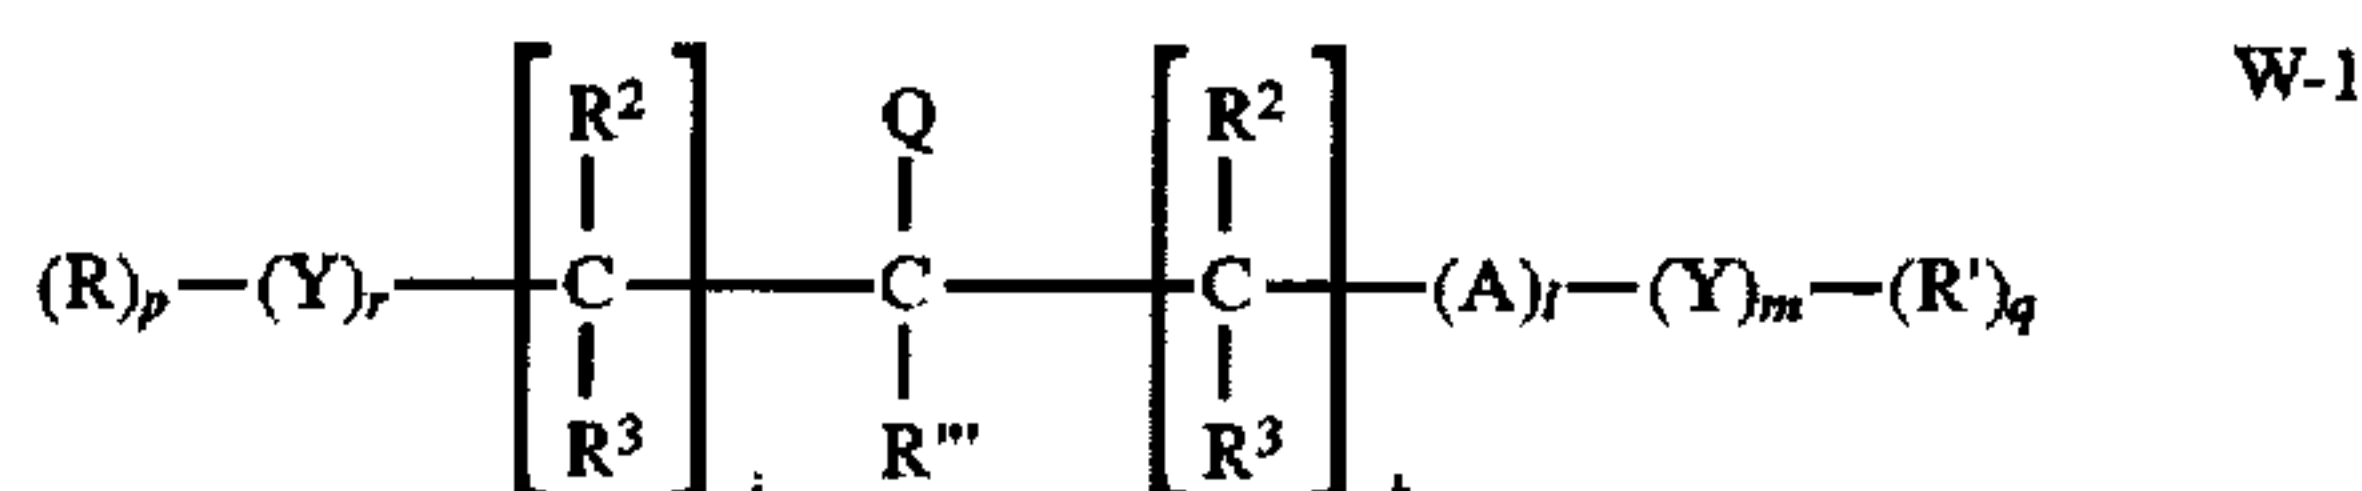 R² Q R² W-1
(R)p—(Y)r—C—C—C—(A)l—(Y)m—(R')q
R³ R''' R³